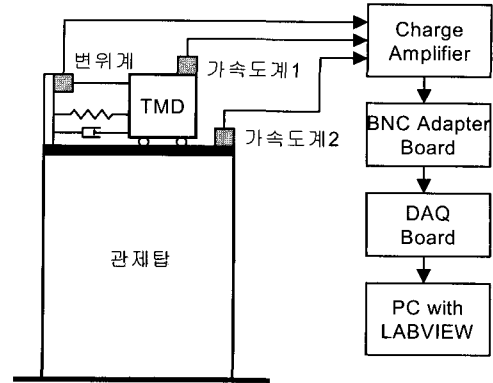 변위계
가속도계1
TMD
가속도계2
관제탑
Charge
Amplifier
BNC Adapter
Board
DAQ
Board
PC with
LABVIEW